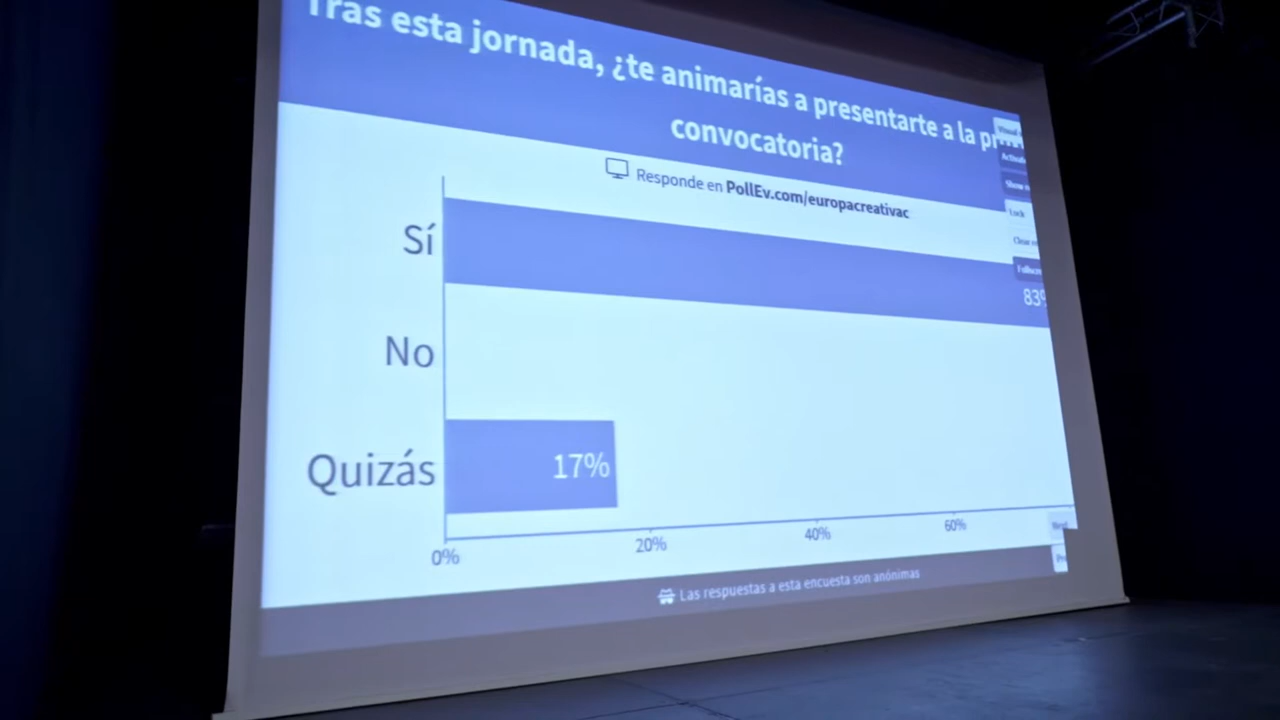 Tras esta jornada, ¿te animarías a presentarte a la
convocatoria?
Responde en PollEv.com/europacreativac
Sí
83%
No
Quizás
17%
0%
20%
40%
60%
Las respuestas a esta encuesta son anónimas
Lock